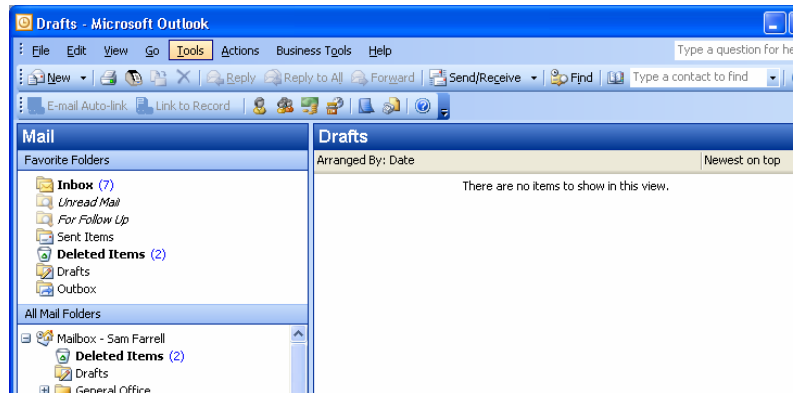 Drafts - Microsoft Outlook
File Edit View Go Tools Actions Business Tools Help
Type a question for he
New Reply Reply to All Forward Send/Receive Find Type a contact to find
E-mail Auto-link Link to Record
Mail
Drafts
Favorite Folders
Arranged By: Date Newest on top
There are no items to show in this view.
Inbox (7)
Unread Mail
For Follow Up
Sent Items
Deleted Items (2)
Drafts
Outbox
All Mail Folders
Mailbox - Sam Farrell
Deleted Items (2)
Drafts
General Office